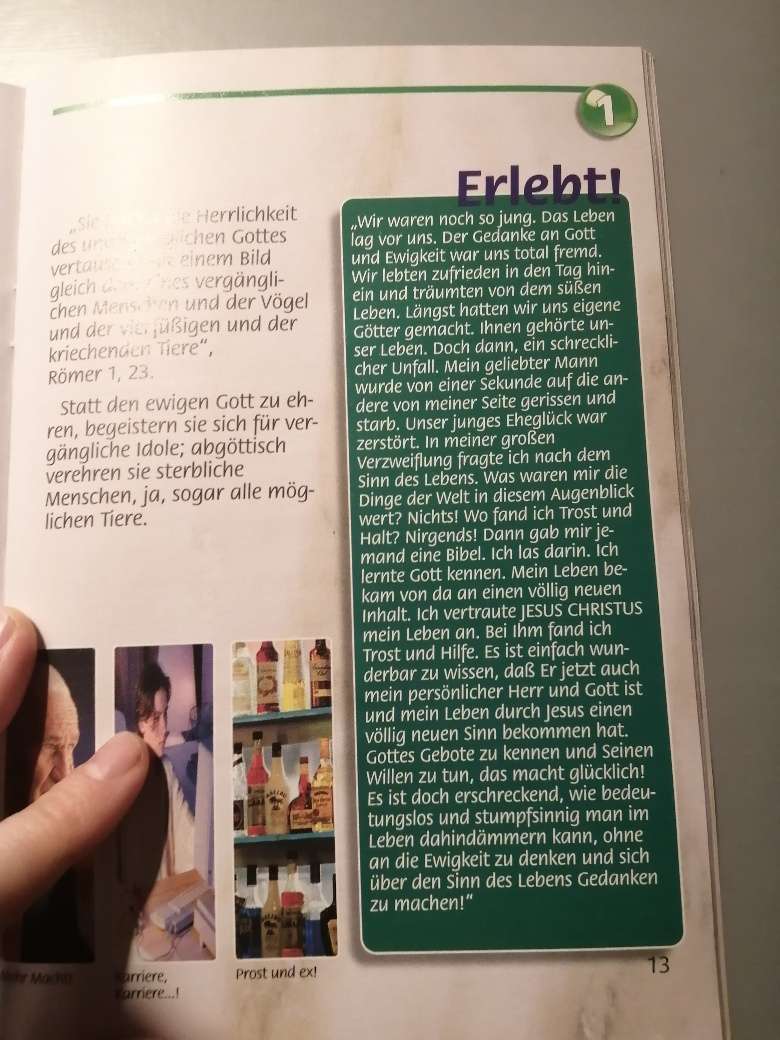 1
„Sie Herrlichkeit
des Gottes
einem Bild
gleich vergängli-
chen Menschen und der Vögel
und der vierfüßigen und der
kriechenden Tiere“,
Römer 1, 23.
Statt den ewigen Gott zu eh-
ren, begeistern sie sich für ver-
gängliche Idole; abgöttisch
verehren sie sterbliche
Menschen, ja, sogar alle mög-
lichen Tiere.
Erlebt!
„Wir waren noch so jung. Das Leben
lag vor uns. Der Gedanke an Gott
und Ewigkeit war uns total fremd.
Wir lebten zufrieden in den Tag hin-
ein und träumten von dem süßen
Leben. Längst hatten wir uns eigene
Götter gemacht. Ihnen gehörte un-
ser Leben. Doch dann, ein schreckli-
cher Unfall. Mein geliebter Mann
wurde von einer Sekunde auf die an-
dere von meiner Seite gerissen und
starb. Unser junges Eheglück war
zerstört. In meiner großen
Verzweiflung fragte ich nach dem
Sinn des Lebens. Was waren mir die
Dinge der Welt in diesem Augenblick
wert? Nichts! Wo fand ich Trost und
Halt? Nirgends! Dann gab mir je-
mand eine Bibel. Ich las darin. Ich
lernte Gott kennen. Mein Leben be-
kam von da an einen völlig neuen
Inhalt. Ich vertraute JESUS CHRISTUS
mein Leben an. Bei Ihm fand ich
Trost und Hilfe. Es ist einfach wun-
derbar zu wissen, daß Er jetzt auch
mein persönlicher Herr und Gott ist
und mein Leben durch Jesus einen
völlig neuen Sinn bekommen hat.
Gottes Gebote zu kennen und Seinen
Willen zu tun, das macht glücklich!
Es ist doch erschreckend, wie bedeu-
tungslos und stumpfsinnig man im
Leben dahindämmern kann, ohne
an die Ewigkeit zu denken und sich
über den Sinn des Lebens Gedanken
zu machen!“
Macht!
Karriere,
Karriere...!
Prost und ex!
13